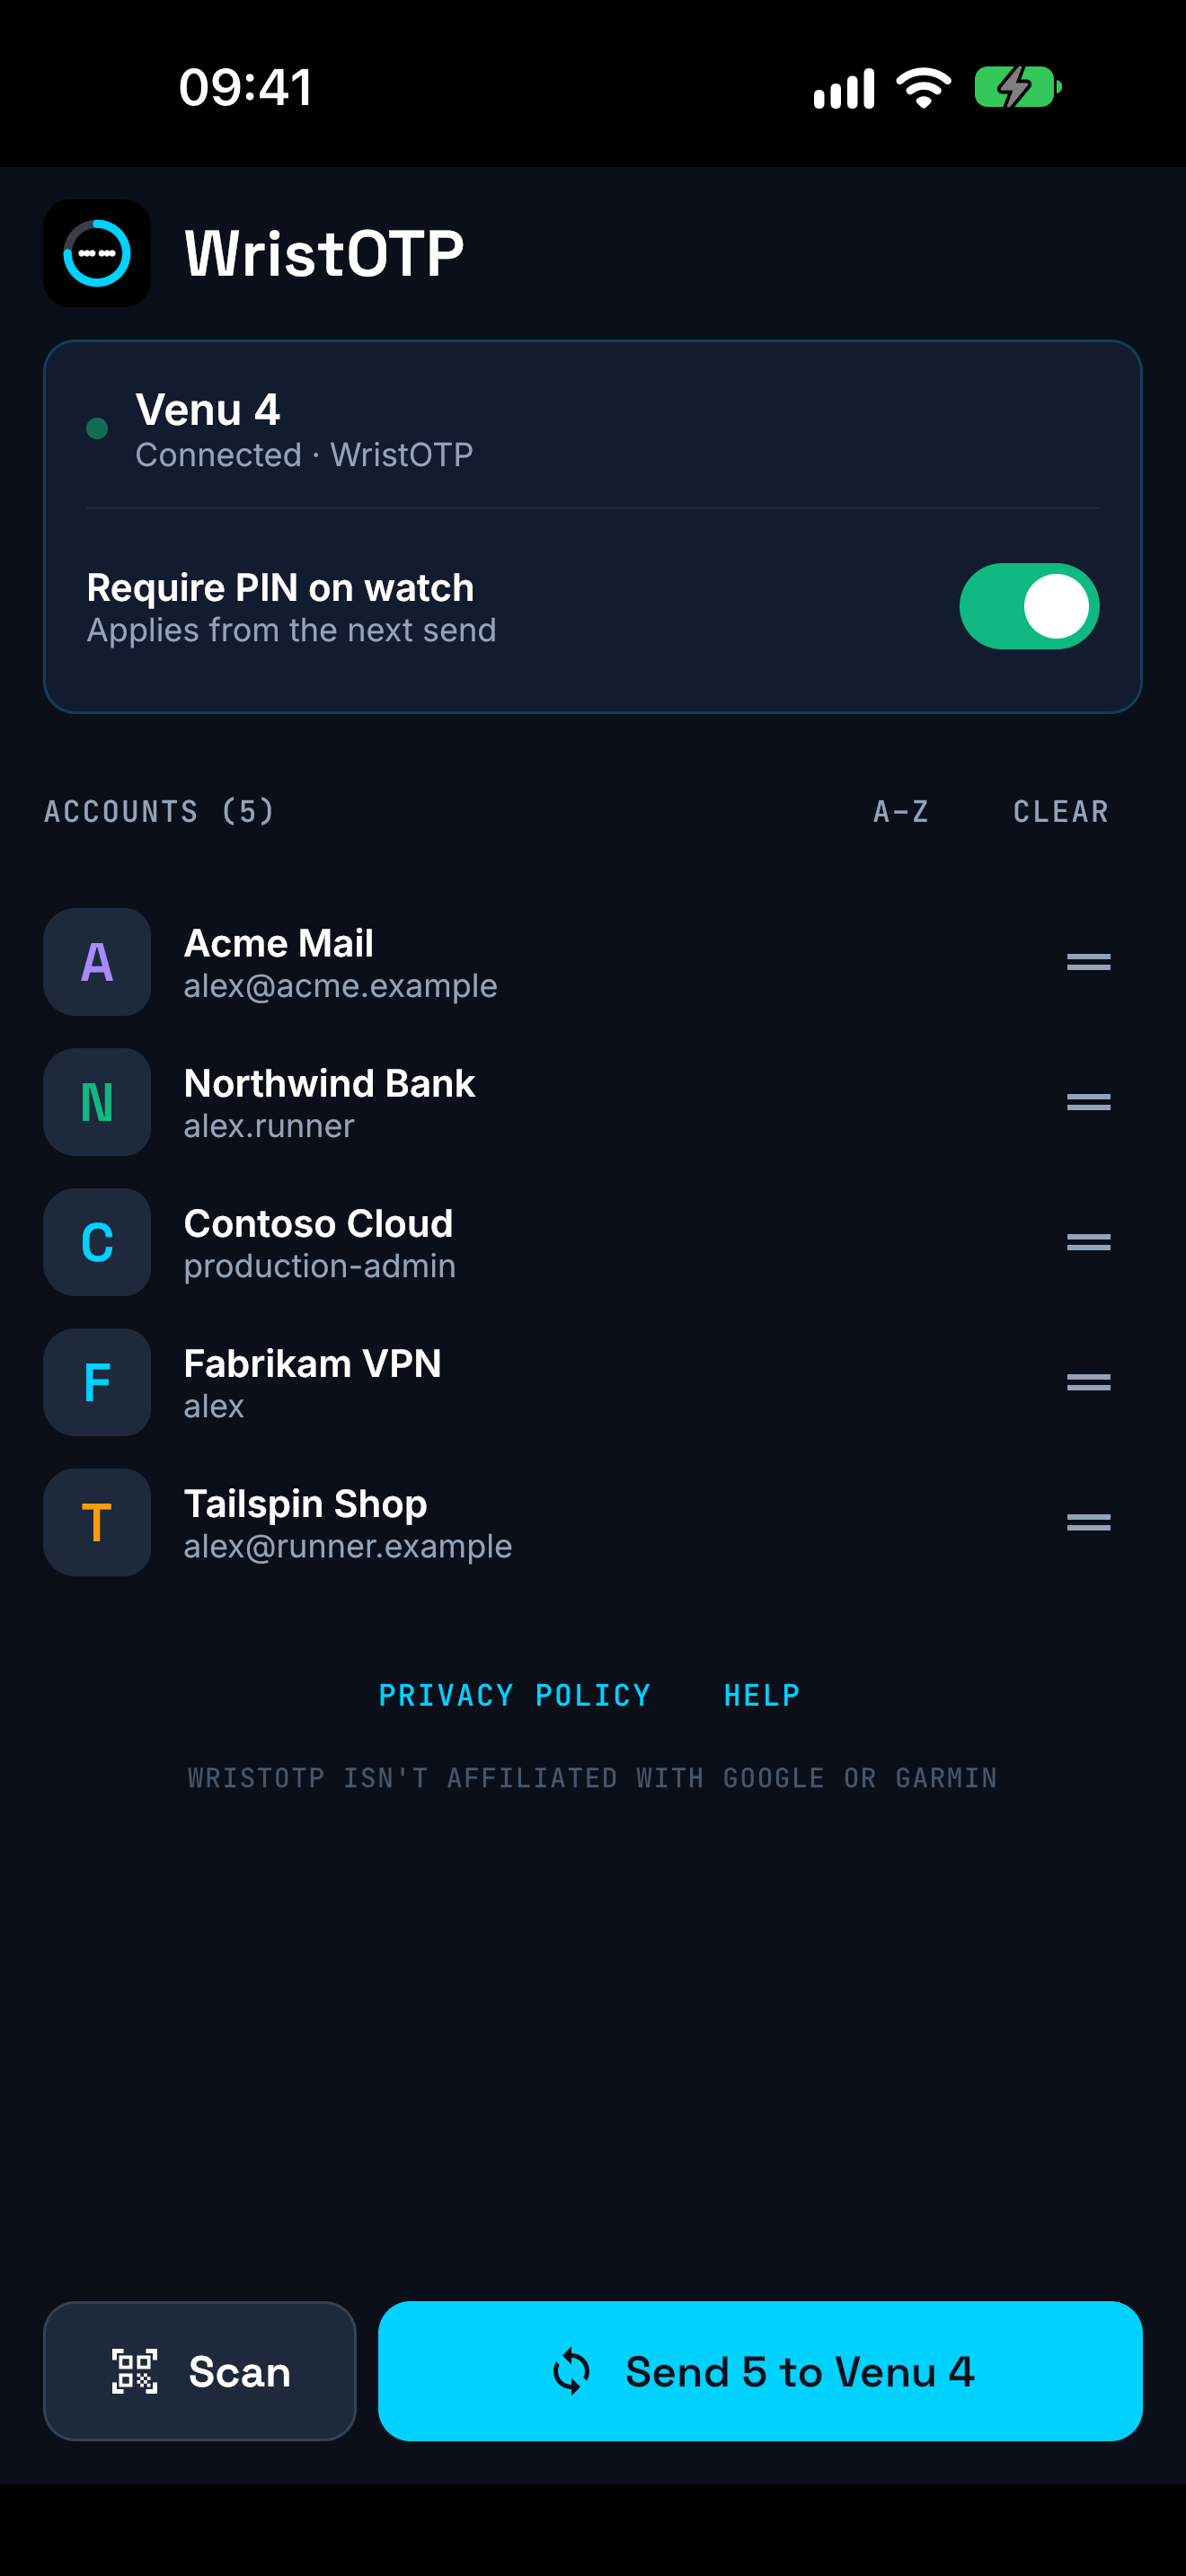 09:41
WristOTP
Venu 4
Connected · WristOTP
Require PIN on watch
Applies from the next send
ACCOUNTS (5) A–Z CLEAR
A
Acme Mail
alex@acme.example
N
Northwind Bank
alex.runner
C
Contoso Cloud
production-admin
F
Fabrikam VPN
alex
T
Tailspin Shop
alex@runner.example
PRIVACY POLICY HELP
WRISTOTP ISN'T AFFILIATED WITH GOOGLE OR GARMIN
Scan Send 5 to Venu 4